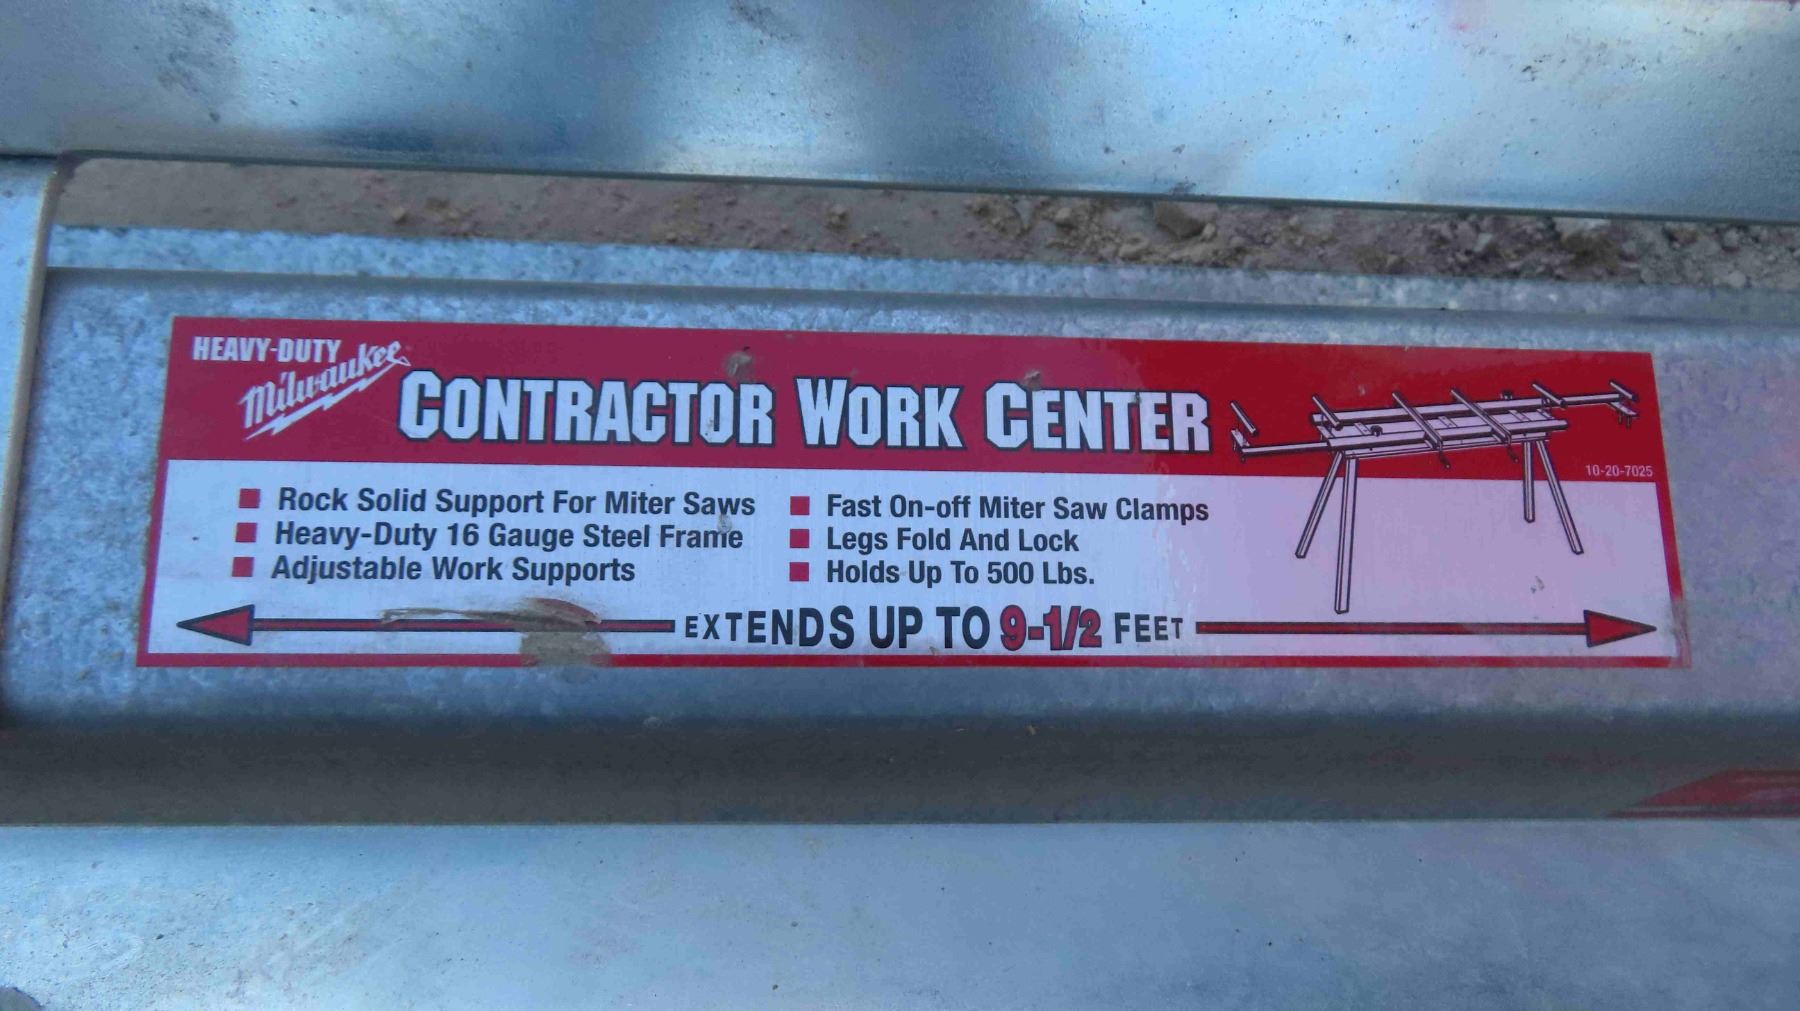 HEAVY-DUTY
Milwaukee
CONTRACTOR WORK CENTER
10-20-7025
Rock Solid Support For Miter Saws
Heavy-Duty 16 Gauge Steel Frame
Adjustable Work Supports
Fast On-off Miter Saw Clamps
Legs Fold And Lock
Holds Up To 500 Lbs.
EXTENDS UP TO 9-1/2 FEET